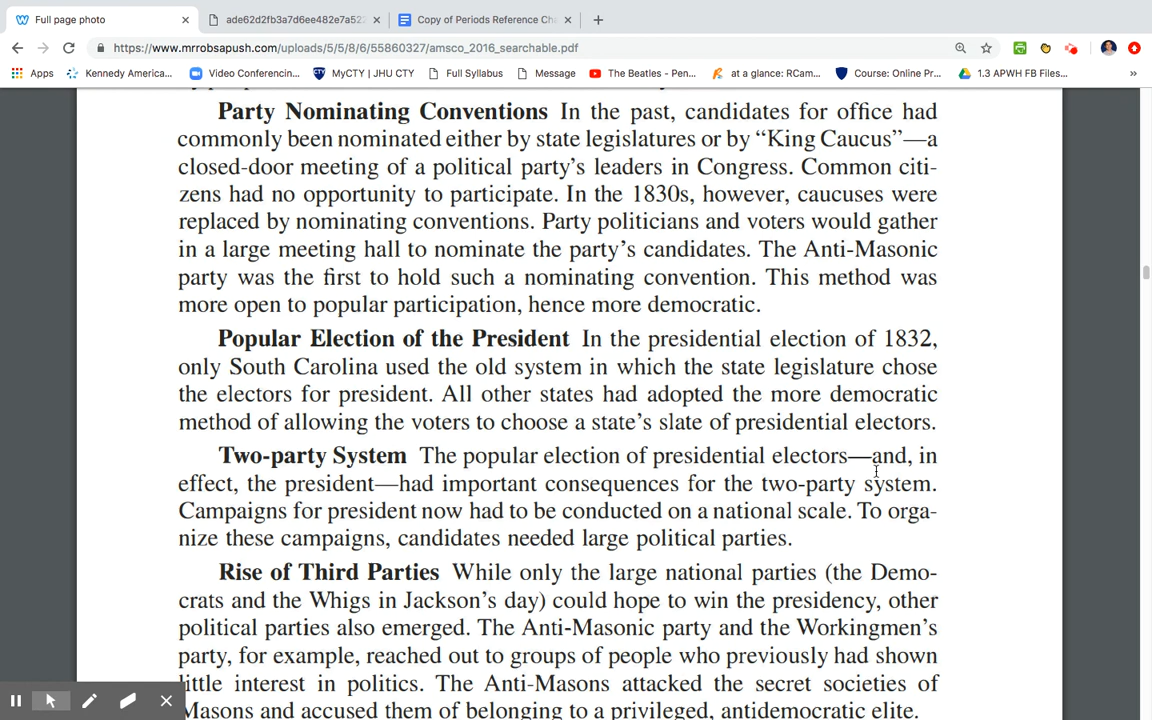 Full page photo
ade62d2fb3a7d6ee482e7a522
Copy of Periods Reference Ch
https://www.mrrobsapush.com/uploads/5/5/8/6/55860327/amsco_2016_searchable.pdf
Apps
Kennedy America...
Video Conferencin...
MyCTY | JHU CTY
Full Syllabus
Message
The Beatles - Pen...
at a glance: RCam...
Course: Online Pr...
1.3 APWH FB Files...
Party Nominating Conventions In the past, candidates for office had
commonly been nominated either by state legislatures or by “King Caucus”—a
closed-door meeting of a political party’s leaders in Congress. Common citi-
zens had no opportunity to participate. In the 1830s, however, caucuses were
replaced by nominating conventions. Party politicians and voters would gather
in a large meeting hall to nominate the party’s candidates. The Anti-Masonic
party was the first to hold such a nominating convention. This method was
more open to popular participation, hence more democratic.
Popular Election of the President In the presidential election of 1832,
only South Carolina used the old system in which the state legislature chose
the electors for president. All other states had adopted the more democratic
method of allowing the voters to choose a state’s slate of presidential electors.
Two-party System The popular election of presidential electors—and, in
effect, the president—had important consequences for the two-party system.
Campaigns for president now had to be conducted on a national scale. To orga-
nize these campaigns, candidates needed large political parties.
Rise of Third Parties While only the large national parties (the Demo-
crats and the Whigs in Jackson’s day) could hope to win the presidency, other
political parties also emerged. The Anti-Masonic party and the Workingmen’s
party, for example, reached out to groups of people who previously had shown
little interest in politics. The Anti-Masons attacked the secret societies of
Masons and accused them of belonging to a privileged, antidemocratic elite.